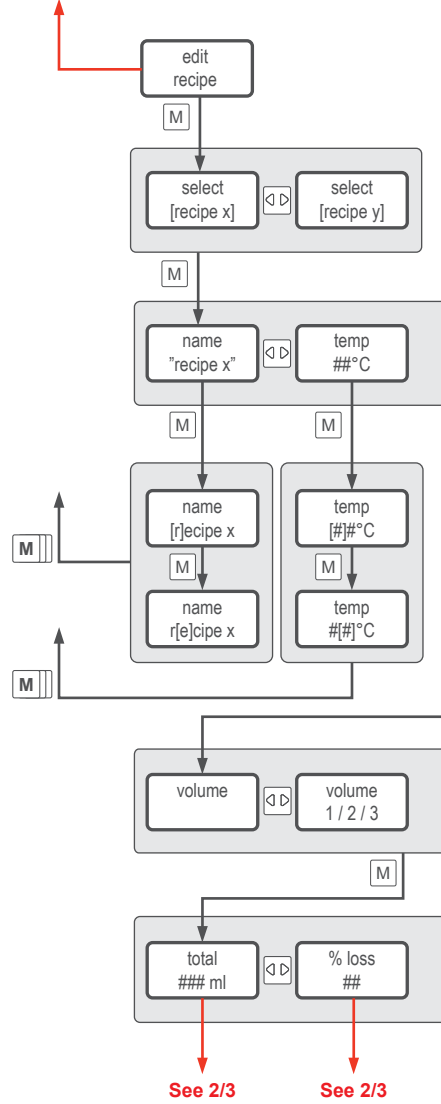 edit
recipe
M
select
[recipe x]
select
[recipe y]
M
name
”recipe x”
temp
##°C
M
M
name
[r]ecipe x
temp
[#]#°C
M
M
M
name
r[e]cipe x
temp
#[#]°C
M
volume
volume
1 / 2 / 3
M
total
### ml
% loss
##
See 2/3
See 2/3